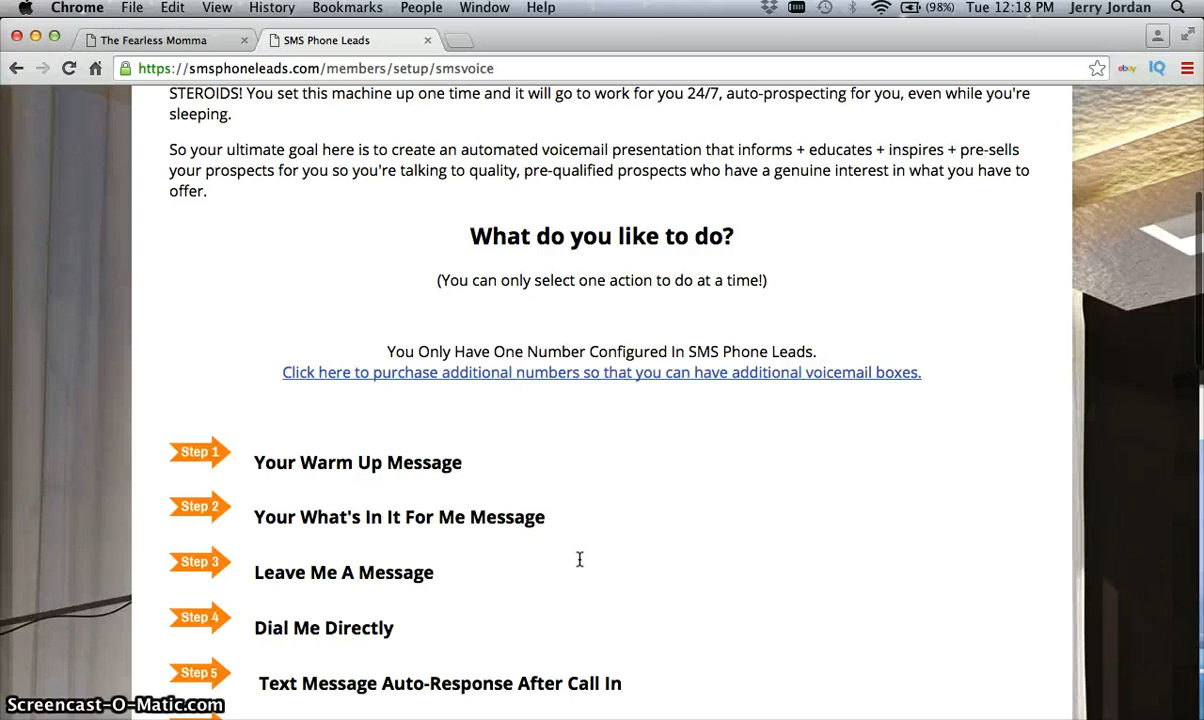 Chrome File Edit View History Bookmarks People Window Help (98%) Tue 12:18 PM Jerry Jordan
The Fearless Momma × SMS Phone Leads ×
https://smsphoneleads.com/members/setup/smsvoice ebay IQ
STEROIDS! You set this machine up one time and it will go to work for you 24/7, auto-prospecting for you, even while you're
sleeping.
So your ultimate goal here is to create an automated voicemail presentation that informs + educates + inspires + pre-sells
your prospects for you so you're talking to quality, pre-qualified prospects who have a genuine interest in what you have to
offer.
What do you like to do?
(You can only select one action to do at a time!)
You Only Have One Number Configured In SMS Phone Leads.
Click here to purchase additional numbers so that you can have additional voicemail boxes.
Step 1 Your Warm Up Message
Step 2 Your What's In It For Me Message
Step 3 Leave Me A Message
Step 4 Dial Me Directly
Step 5 Text Message Auto-Response After Call In
Screencast-O-Matic.com